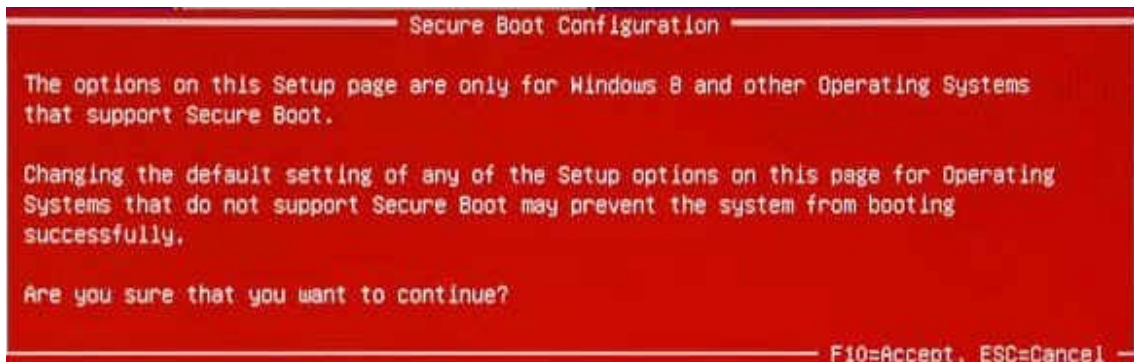 Secure Boot Configuration
The options on this Setup page are only for Windows 8 and other Operating Systems
that support Secure Boot.
Changing the default setting of any of the Setup options on this page for Operating
Systems that do not support Secure Boot may prevent the system from booting
successfully.
Are you sure that you want to continue?
F10=Accept, ESC=Cancel